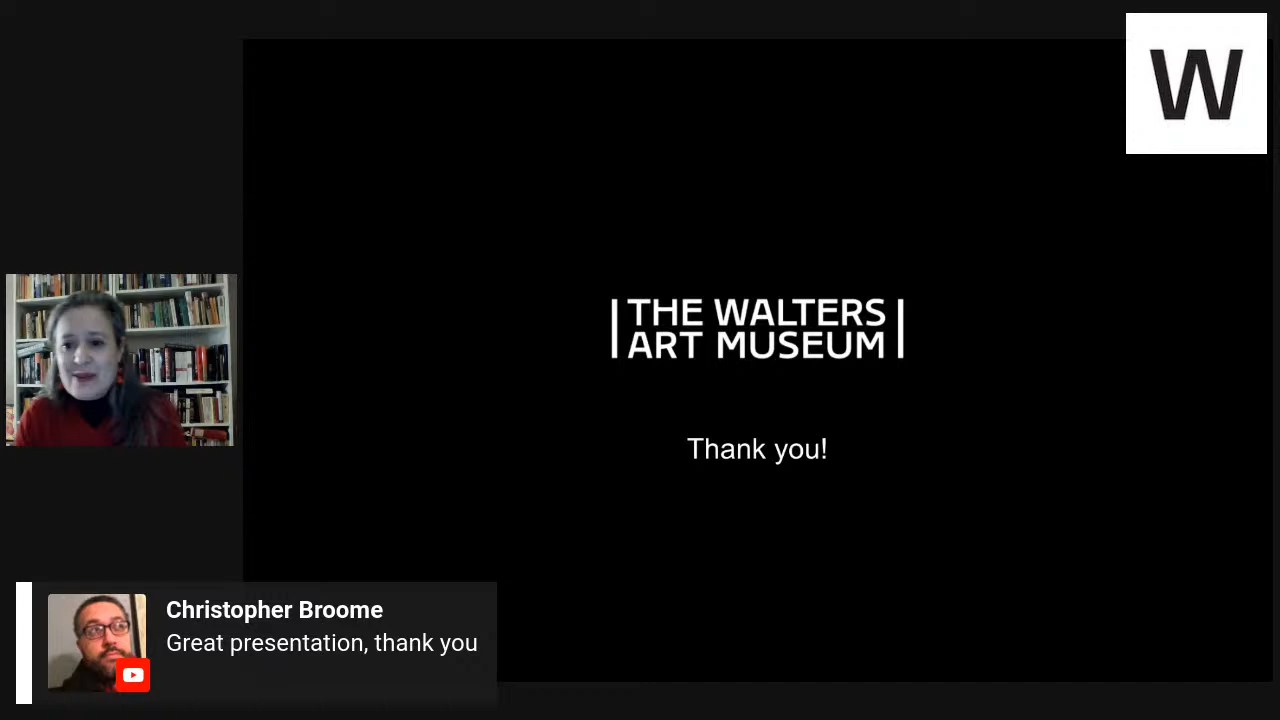 W
THE WALTERS
ART MUSEUM
Thank you!
Christopher Broome
Great presentation, thank you